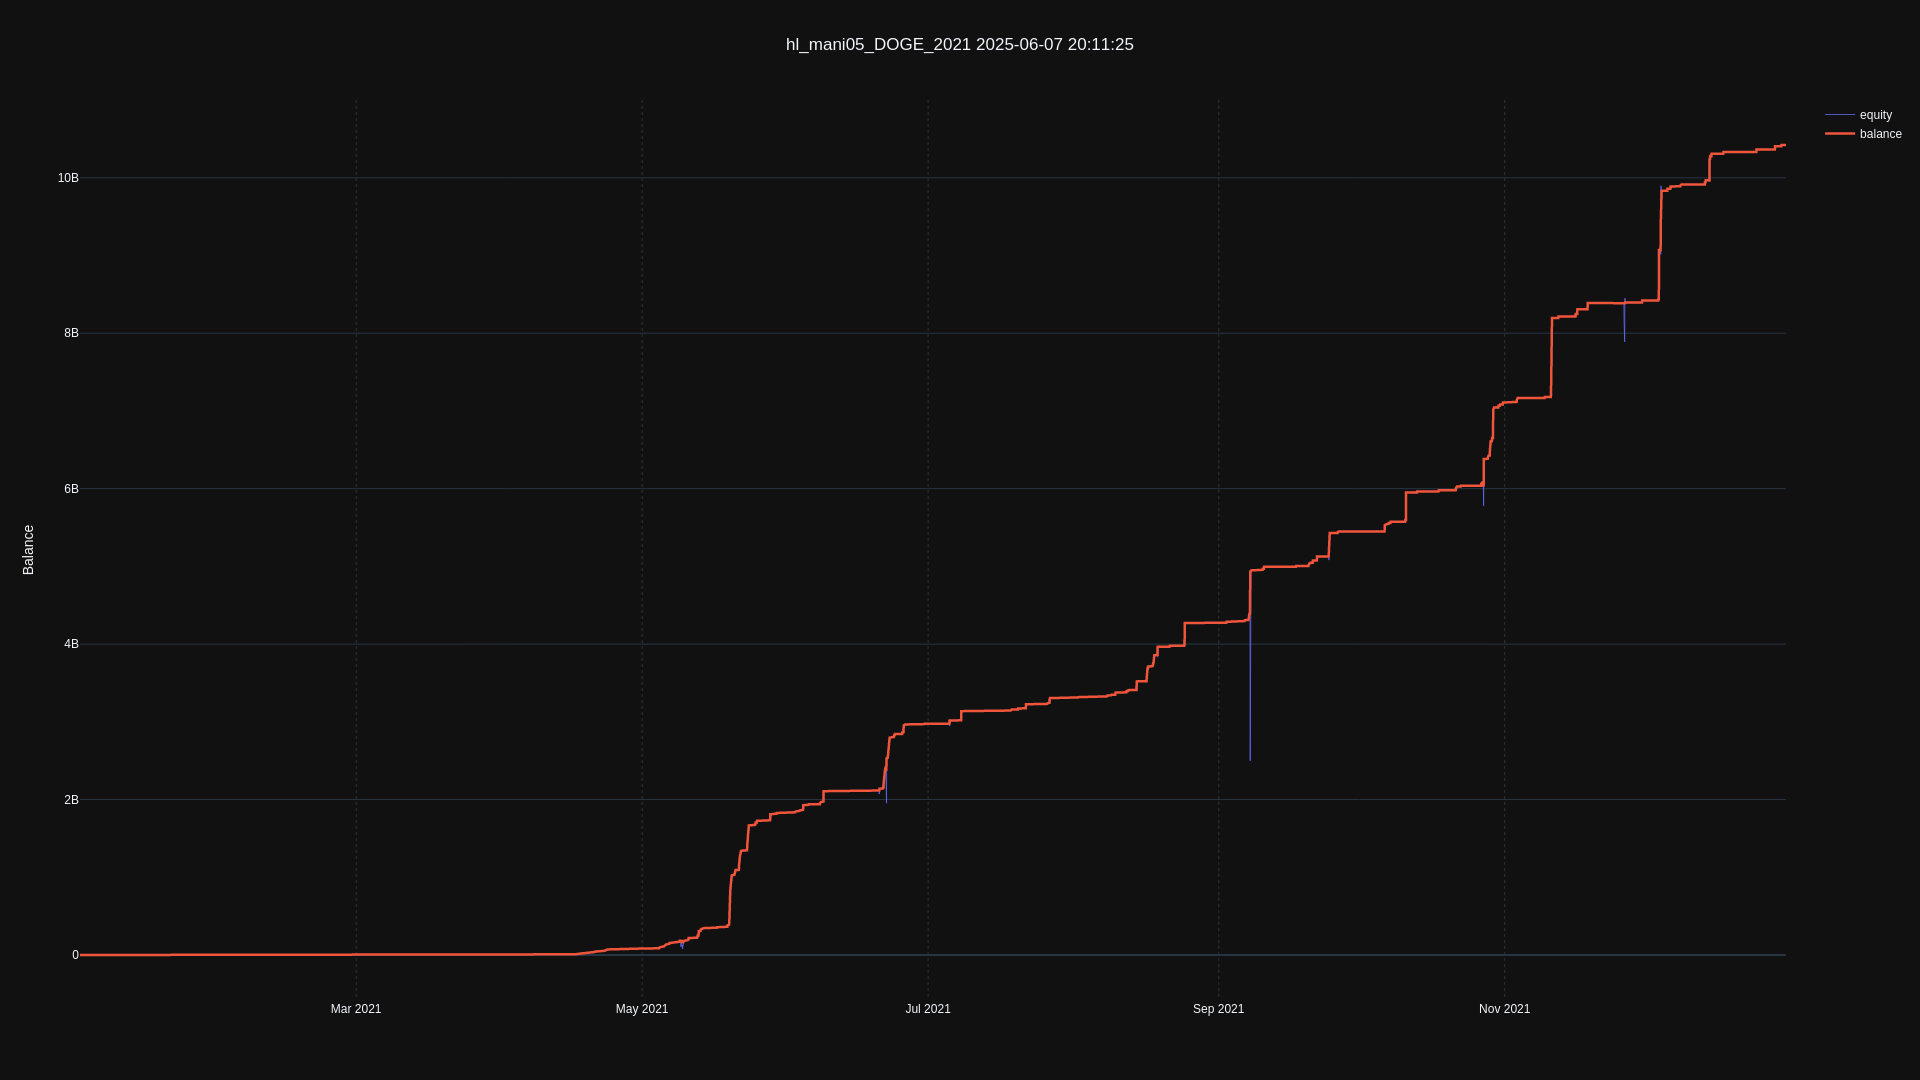 hl_mani05_DOGE_2021 2025-06-07 20:11:25
equity
balance
10B
8B
6B
4B
2B
0
Balance
Mar 2021
May 2021
Jul 2021
Sep 2021
Nov 2021